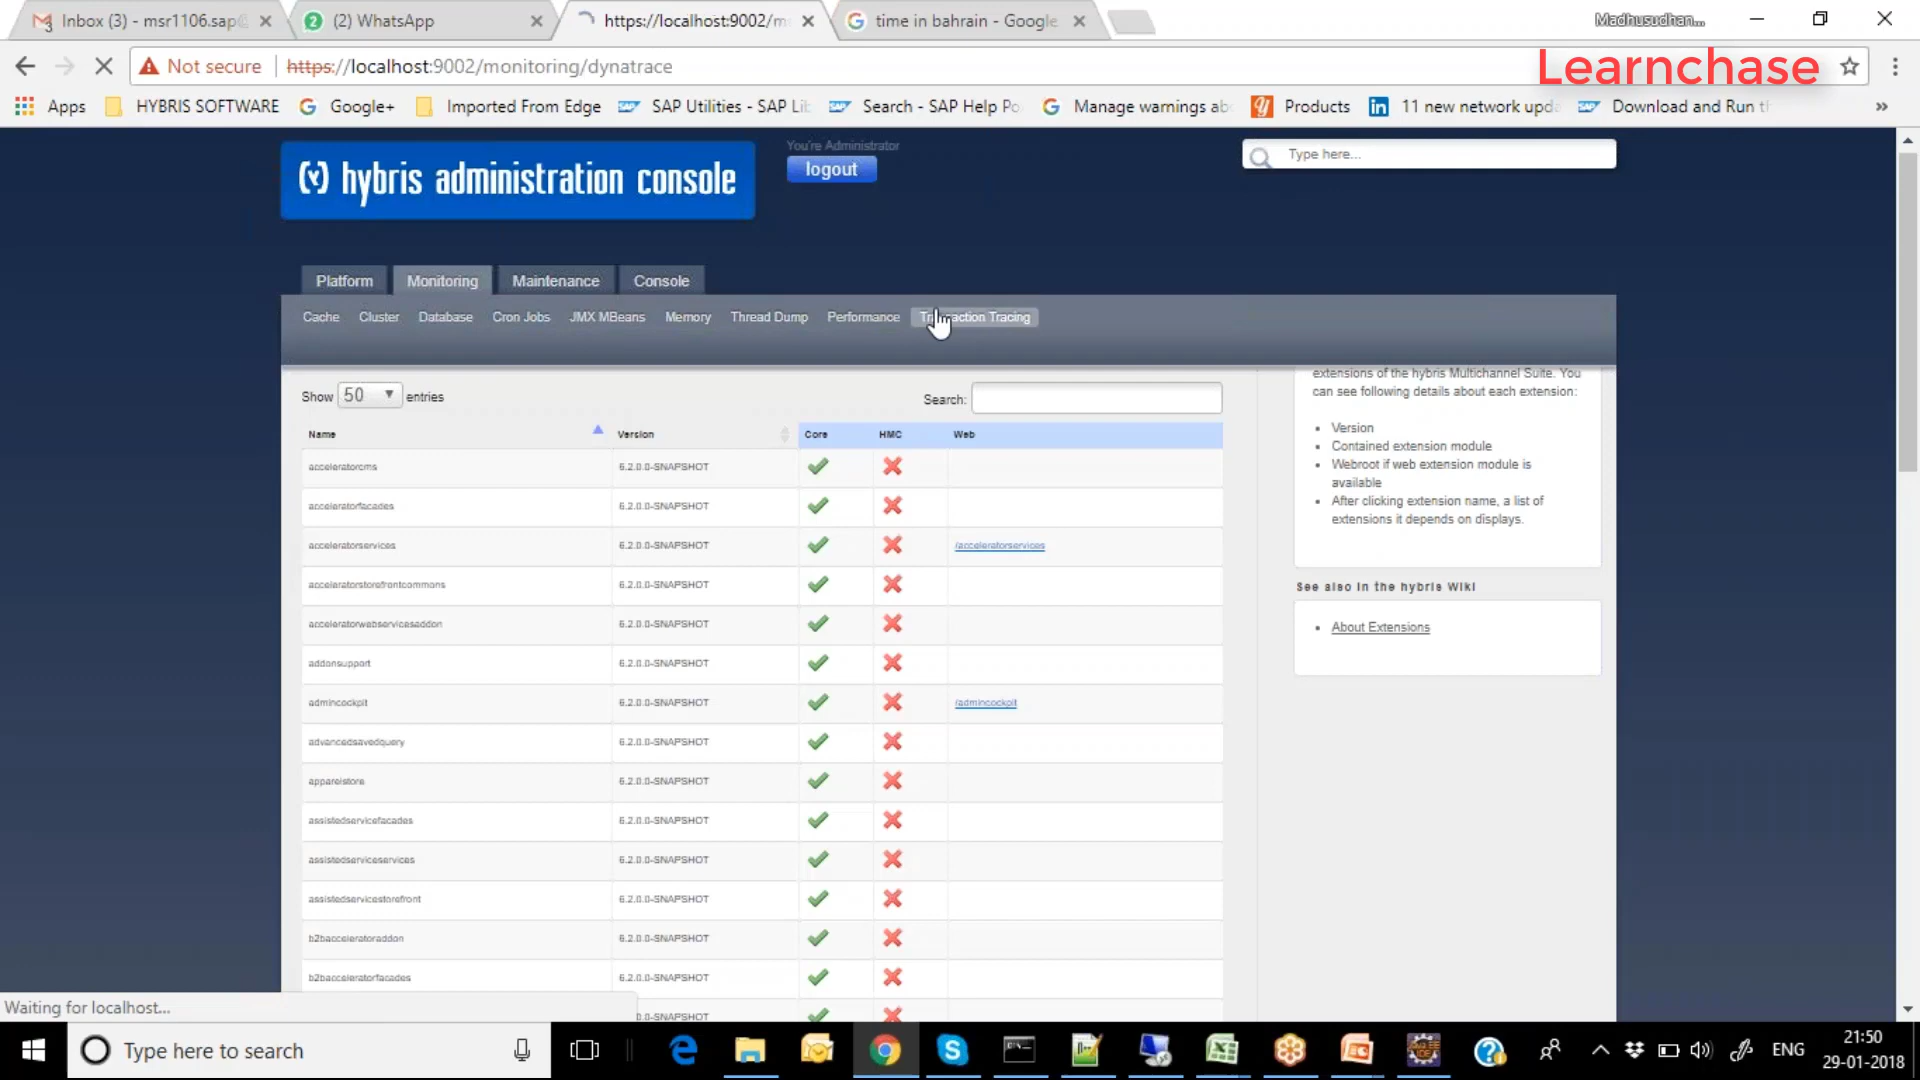 Inbox (3) - msr1106.sap@
(2) WhatsApp
https://localhost:9002/m
time in bahrain - Google
Madhusudhan...
Not secure
https://localhost:9002/monitoring/dynatrace
Learnchase
Apps
HYBRIS SOFTWARE
Google+
Imported From Edge
SAP Utilities - SAP Lib
Search - SAP Help Po
Manage warnings abo
Products
11 new network upda
Download and Run th
(y) hybris administration console
You're Administrator
logout
Type here...
Platform
Monitoring
Maintenance
Console
Cache
Cluster
Database
Cron Jobs
JMX MBeans
Memory
Thread Dump
Performance
Transaction Tracing
Show 50 entries
Search:
extensions of the hybris Multichannel Suite. You
can see following details about each extension:
• Version
• Contained extension module
• Webroot if web extension module is
available
• After clicking extension name, a list of
extensions it depends on displays.
See also in the hybris Wiki
• About Extensions
Name Version Core HMC Web
acceleratorcms 6.2.0.0-SNAPSHOT
acceleratorfacades 6.2.0.0-SNAPSHOT
acceleratorservices 6.2.0.0-SNAPSHOT /acceleratorservices
acceleratorstorefrontcommons 6.2.0.0-SNAPSHOT
acceleratorwebservicesaddon 6.2.0.0-SNAPSHOT
addonsupport 6.2.0.0-SNAPSHOT
admincockpit 6.2.0.0-SNAPSHOT /admincockpit
advancedsavedquery 6.2.0.0-SNAPSHOT
apparelstore 6.2.0.0-SNAPSHOT
assistedservicefacades 6.2.0.0-SNAPSHOT
assistedserviceservices 6.2.0.0-SNAPSHOT
assistedservicestorefront 6.2.0.0-SNAPSHOT
b2bacceleratoraddon 6.2.0.0-SNAPSHOT
b2bacceleratorfacades 6.2.0.0-SNAPSHOT
0.0-SNAPSHOT
Waiting for localhost...
Type here to search
ENG
21:50
29-01-2018